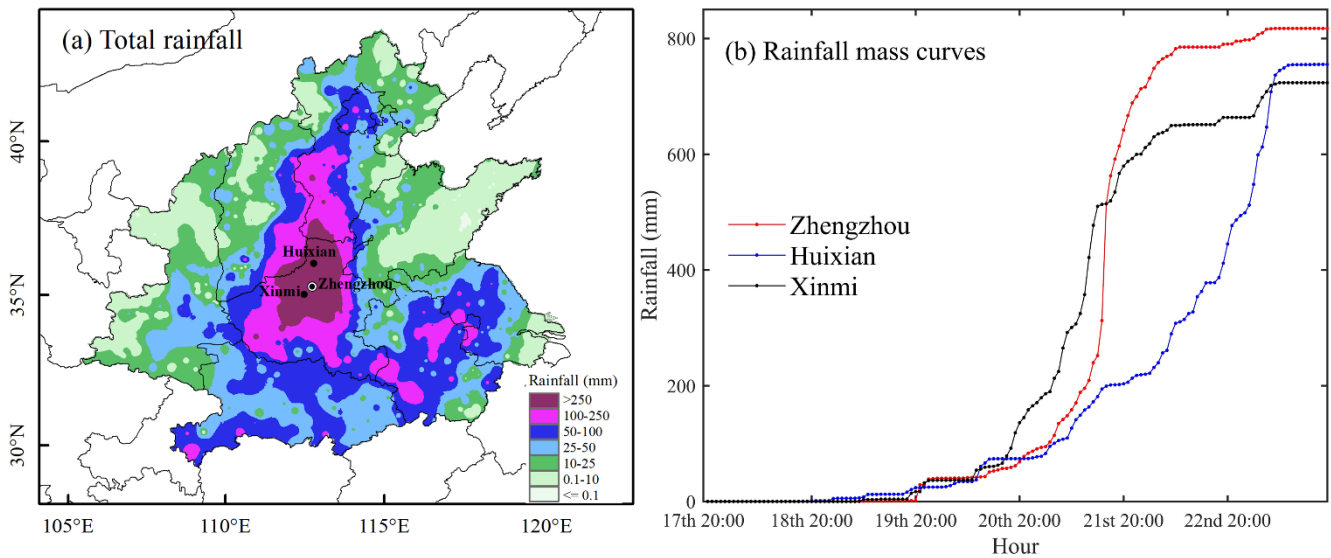 (a) Total rainfall
40°N
35°N
30°N
Huixian
Zhengzhou
Xinmi
Rainfall (mm)
>250
100-250
50-100
25-50
10-25
0.1-10
<= 0.1
105°E
110°E
115°E
120°E
(b) Rainfall mass curves
Rainfall (mm)
800
600
400
200
0
Zhengzhou
Huixian
Xinmi
17th 20:00
18th 20:00
19th 20:00
20th 20:00
21st 20:00
22nd 20:00
Hour